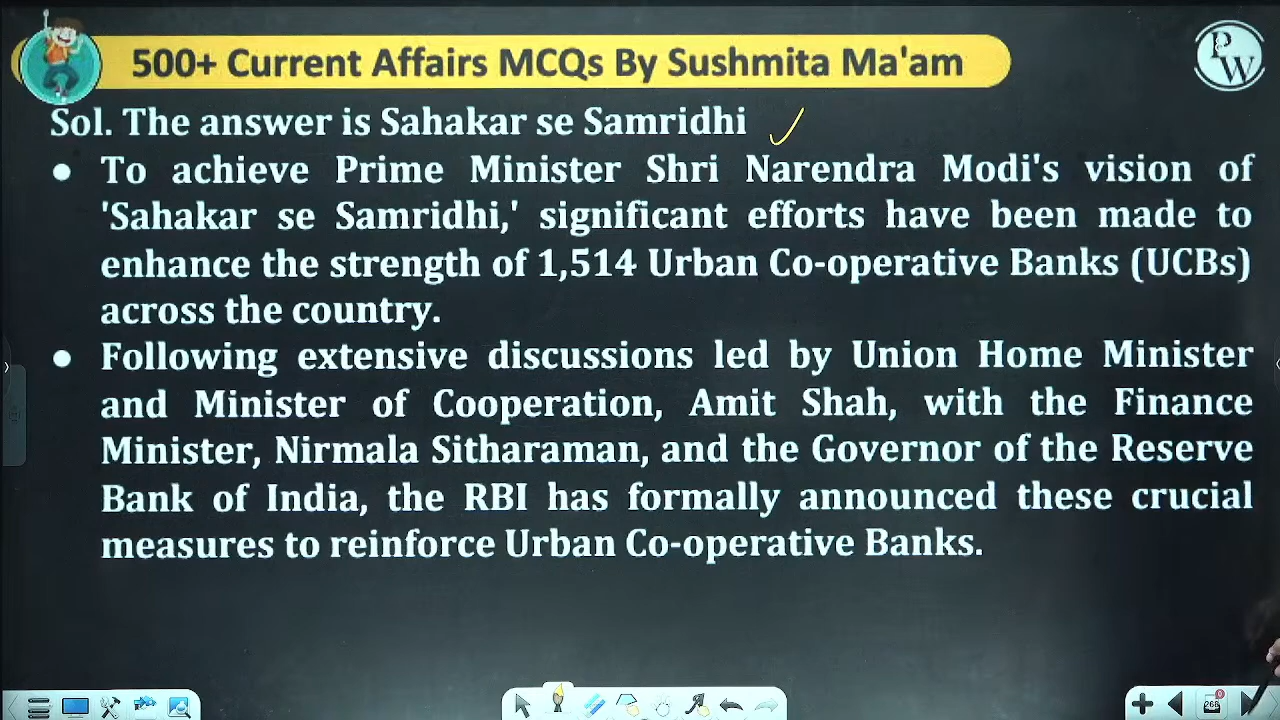 500+ Current Affairs MCQs By Sushmita Ma'am
PW
Sol. The answer is Sahakar se Samridhi
● To achieve Prime Minister Shri Narendra Modi's vision of
'Sahakar se Samridhi,' significant efforts have been made to
enhance the strength of 1,514 Urban Co-operative Banks (UCBs)
across the country.
● Following extensive discussions led by Union Home Minister
and Minister of Cooperation, Amit Shah, with the Finance
Minister, Nirmala Sitharaman, and the Governor of the Reserve
Bank of India, the RBI has formally announced these crucial
measures to reinforce Urban Co-operative Banks.
268